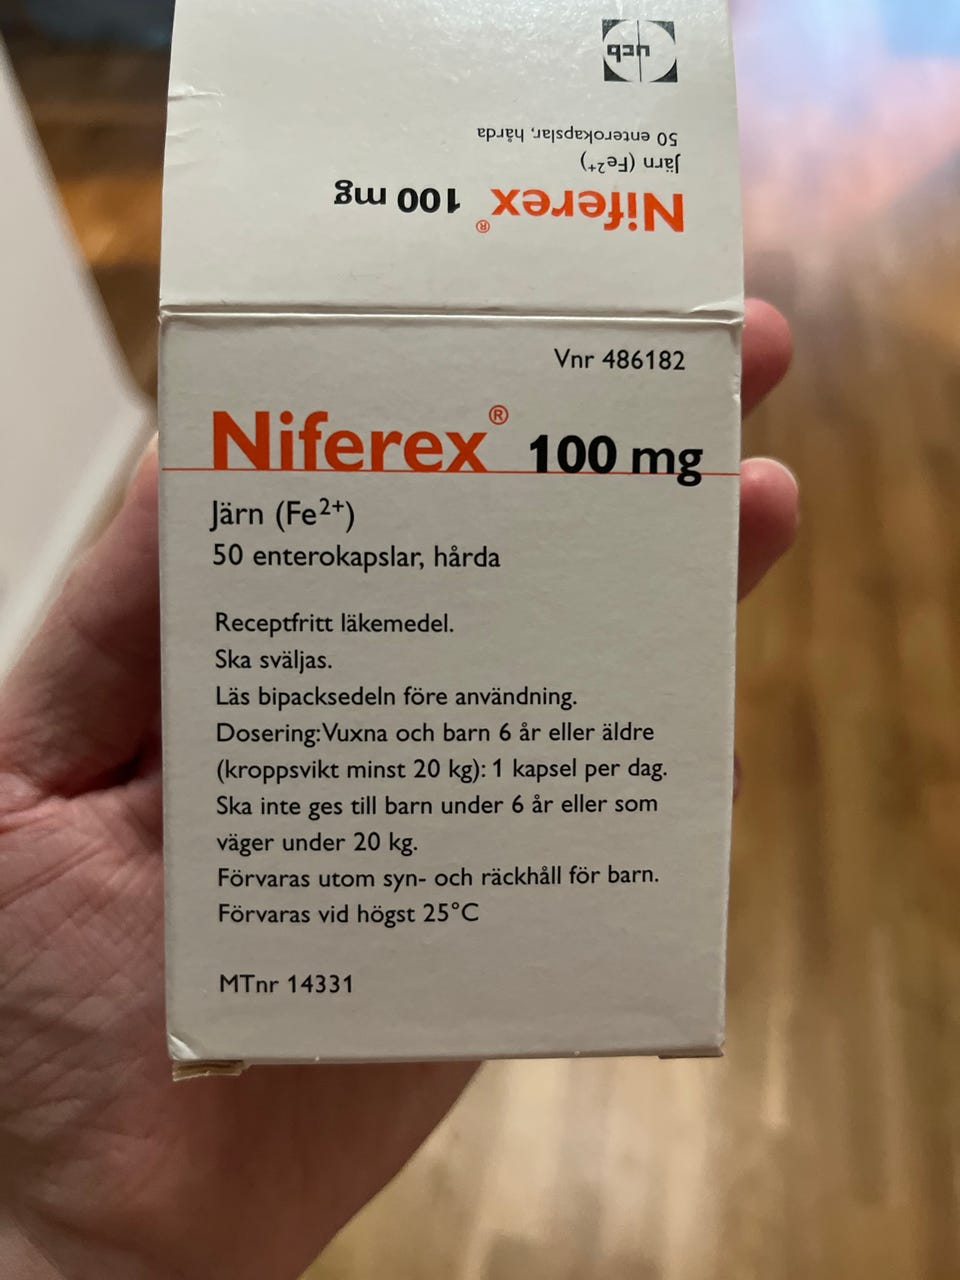 ucb
50 enterokapslar, hårda
Järn (Fe²⁺)
Niferex® 100 mg
Vnr 486182
Niferex® 100 mg
Järn (Fe²⁺)
50 enterokapslar, hårda
Receptfritt läkemedel.
Ska sväljas.
Läs bipacksedeln före användning.
Dosering: Vuxna och barn 6 år eller äldre
(kroppsvikt minst 20 kg): 1 kapsel per dag.
Ska inte ges till barn under 6 år eller som
väger under 20 kg.
Förvaras utom syn- och räckhåll för barn.
Förvaras vid högst 25°C
MTnr 14331